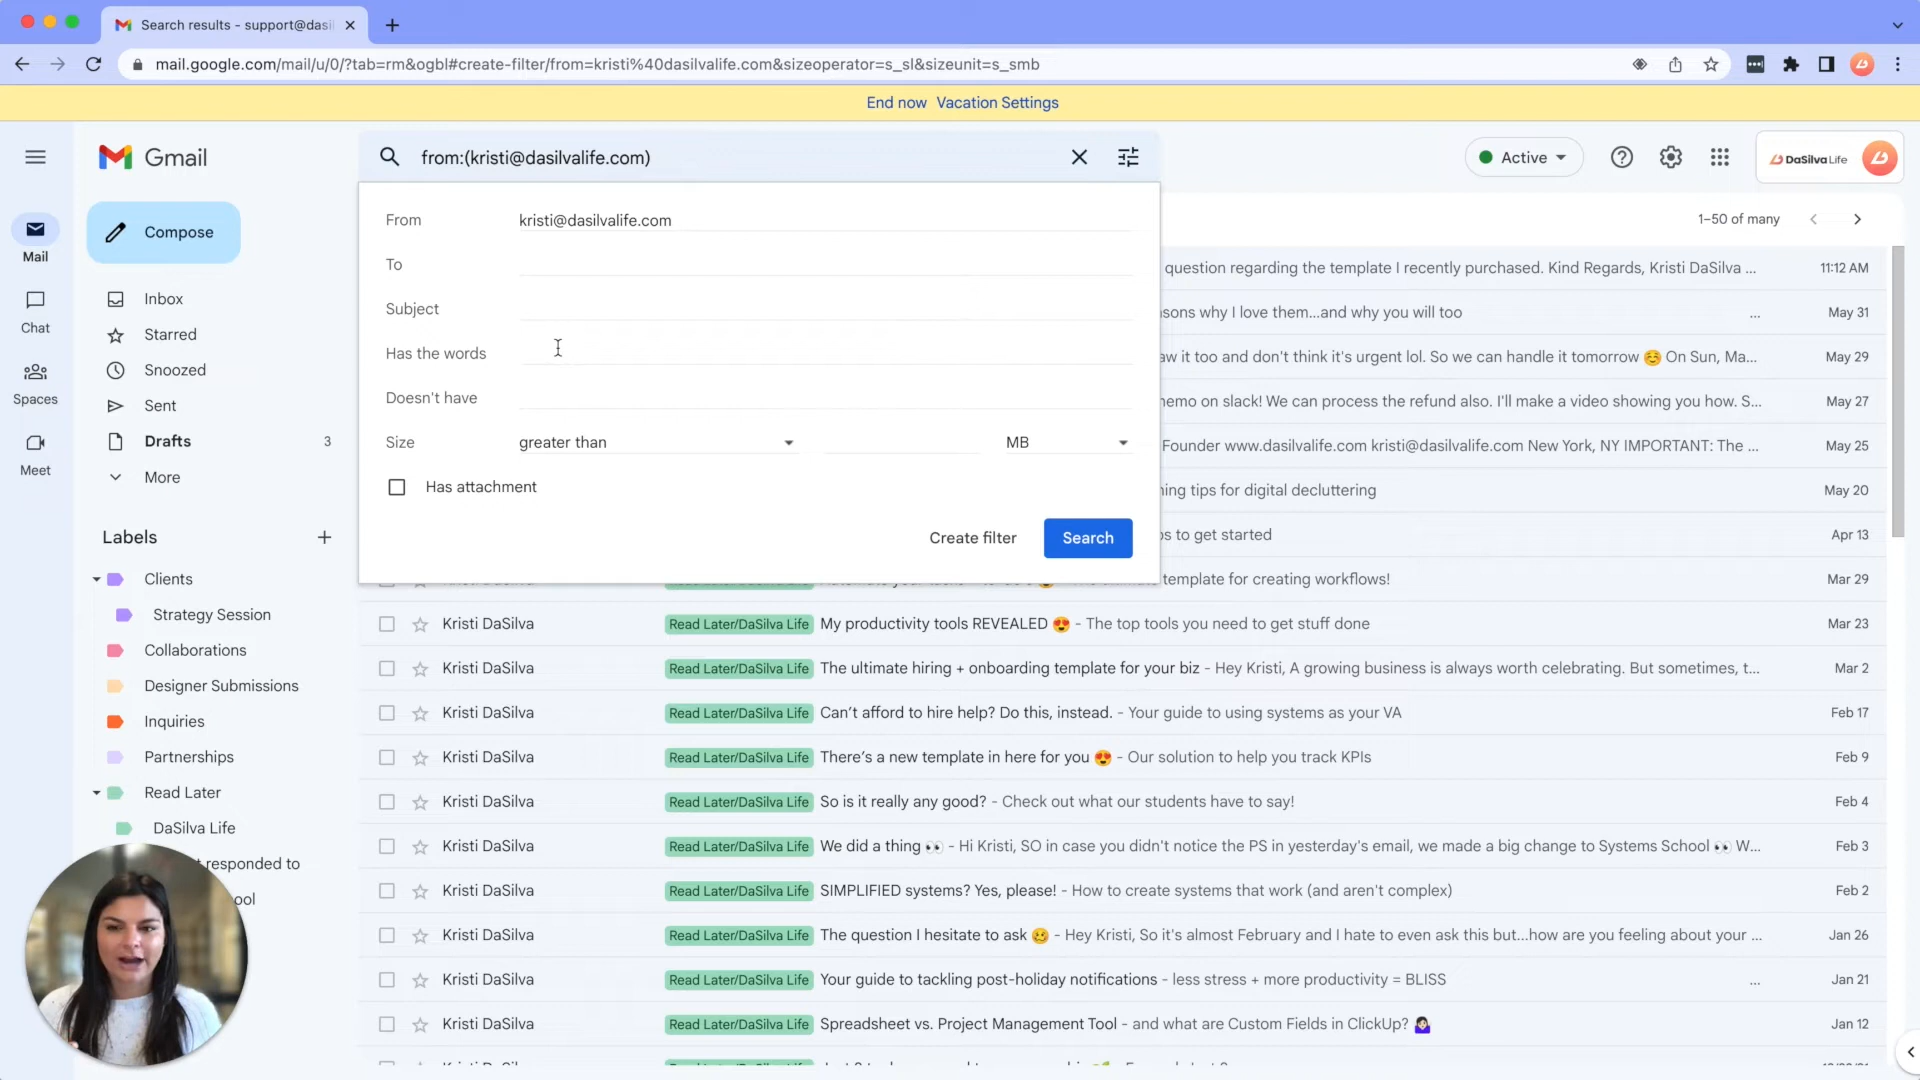 Search results - support@dasil
mail.google.com/mail/u/0/?tab=rm&ogbl#create-filter/from=kristi%40dasilvalife.com&sizeoperator=s_sl&sizeunit=s_smb
End now Vacation Settings
Gmail
from:(kristi@dasilvalife.com)
Active
DaSilva Life
Compose
Mail
Chat
Spaces
Meet
Inbox
Starred
Snoozed
Sent
Drafts 3
More
Labels
Clients
Strategy Session
Collaborations
Designer Submissions
Inquiries
Partnerships
Read Later
DaSilva Life
responded to
ool
From kristi@dasilvalife.com
To
Subject
Has the words
Doesn't have
Size greater than MB
Has attachment
Create filter Search
1–50 of many
question regarding the template I recently purchased. Kind Regards, Kristi DaSilva ... 11:12 AM
sons why I love them...and why you will too ... May 31
aw it too and don't think it's urgent lol. So we can handle it tomorrow ☺️ On Sun, Ma... May 29
nemo on slack! We can process the refund also. I'll make a video showing you how. S... May 27
Founder www.dasilvalife.com kristi@dasilvalife.com New York, NY IMPORTANT: The ... May 25
ning tips for digital decluttering May 20
os to get started Apr 13
template for creating workflows! Mar 29
Kristi DaSilva Read Later/DaSilva Life My productivity tools REVEALED 😍 - The top tools you need to get stuff done Mar 23
Kristi DaSilva Read Later/DaSilva Life The ultimate hiring + onboarding template for your biz - Hey Kristi, A growing business is always worth celebrating. But sometimes, t... Mar 2
Kristi DaSilva Read Later/DaSilva Life Can't afford to hire help? Do this, instead. - Your guide to using systems as your VA Feb 17
Kristi DaSilva Read Later/DaSilva Life There's a new template in here for you 😍 - Our solution to help you track KPIs Feb 9
Kristi DaSilva Read Later/DaSilva Life So is it really any good? - Check out what our students have to say! Feb 4
Kristi DaSilva Read Later/DaSilva Life We did a thing 👀 - Hi Kristi, SO in case you didn't notice the PS in yesterday's email, we made a big change to Systems School 👀 W... Feb 3
Kristi DaSilva Read Later/DaSilva Life SIMPLIFIED systems? Yes, please! - How to create systems that work (and aren't complex) Feb 2
Kristi DaSilva Read Later/DaSilva Life The question I hesitate to ask 🥴 - Hey Kristi, So it's almost February and I hate to even ask this but...how are you feeling about your ... Jan 26
Kristi DaSilva Read Later/DaSilva Life Your guide to tackling post-holiday notifications - less stress + more productivity = BLISS ... Jan 21
Kristi DaSilva Read Later/DaSilva Life Spreadsheet vs. Project Management Tool - and what are Custom Fields in ClickUp? 🤷🏻‍♀️ Jan 12